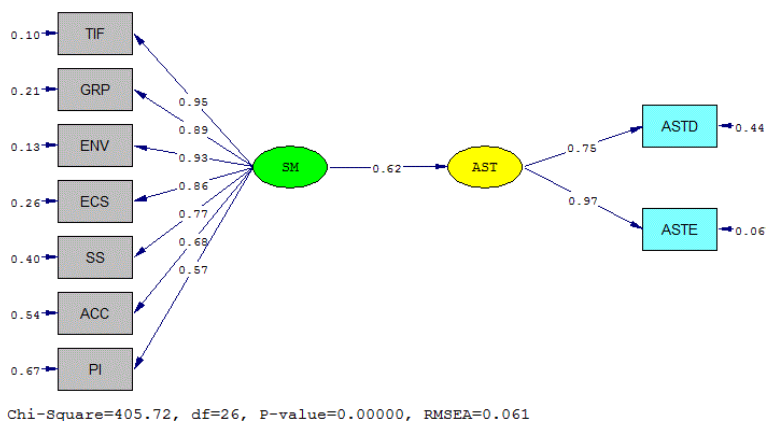 0.10 TIF
0.21 GRP
0.13 ENV
0.26 ECS
0.40 SS
0.54 ACC
0.67 PI
0.95
0.89
0.93
0.86
0.77
0.68
0.57
SM
0.62
AST
0.75
0.97
ASTD 0.44
ASTE 0.06
Chi-Square=405.72, df=26, P-value=0.00000, RMSEA=0.061